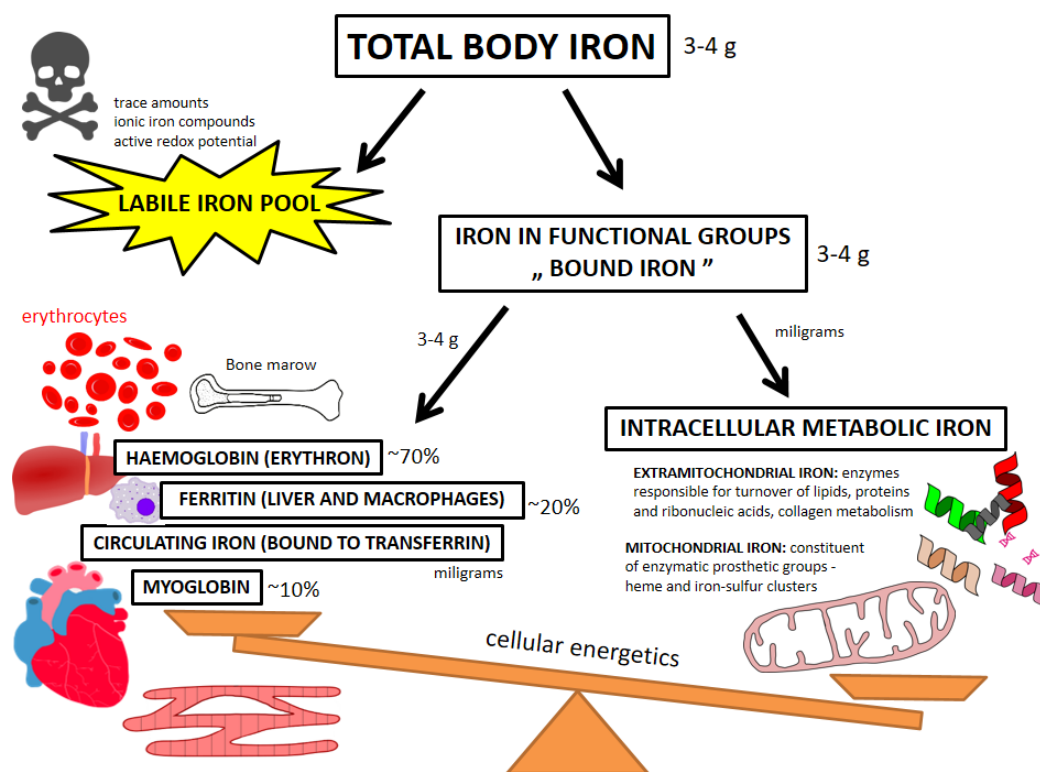 TOTAL BODY IRON
3-4 g
trace amounts
ionic iron compounds
active redox potential
LABILE IRON POOL
IRON IN FUNCTIONAL GROUPS
„ BOUND IRON ”
3-4 g
erythrocytes
3-4 g
miligrams
Bone marow
INTRACELLULAR METABOLIC IRON
HAEMOGLOBIN (ERYTHRON)
~70%
FERRITIN (LIVER AND MACROPHAGES)
~20%
CIRCULATING IRON (BOUND TO TRANSFERRIN)
miligrams
MYOGLOBIN
~10%
EXTRAMITOCHONDRIAL IRON: enzymes
responsible for turnover of lipids, proteins
and ribonucleic acids, collagen metabolism
MITOCHONDRIAL IRON: constituent
of enzymatic prosthetic groups -
heme and iron-sulfur clusters
cellular energetics